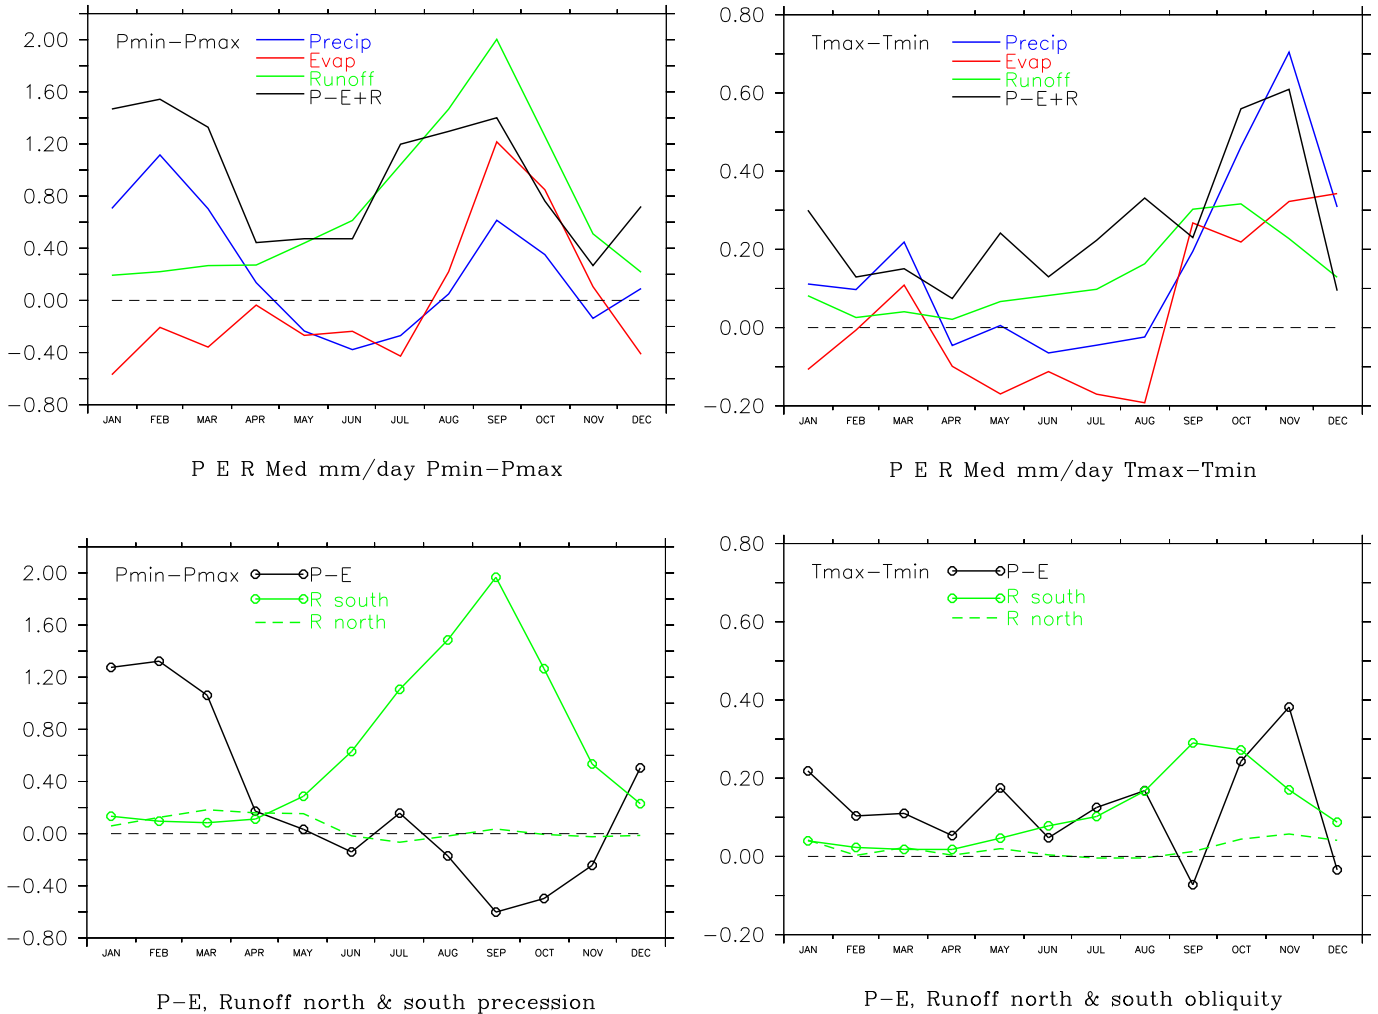 Pmin-Pmax
Precip
Evap
Runoff
P-E+R
2.00
1.60
1.20
0.80
0.40
0.00
-0.40
-0.80
JAN FEB MAR APR MAY JUN JUL AUG SEP OCT NOV DEC
P E R Med mm/day Pmin-Pmax
Tmax-Tmin
Precip
Evap
Runoff
P-E+R
0.80
0.60
0.40
0.20
0.00
-0.20
JAN FEB MAR APR MAY JUN JUL AUG SEP OCT NOV DEC
P E R Med mm/day Tmax-Tmin
Pmin-Pmax
P-E
R south
R north
2.00
1.60
1.20
0.80
0.40
0.00
-0.40
-0.80
JAN FEB MAR APR MAY JUN JUL AUG SEP OCT NOV DEC
P-E, Runoff north & south precession
Tmax-Tmin
P-E
R south
R north
0.80
0.60
0.40
0.20
0.00
-0.20
JAN FEB MAR APR MAY JUN JUL AUG SEP OCT NOV DEC
P-E, Runoff north & south obliquity